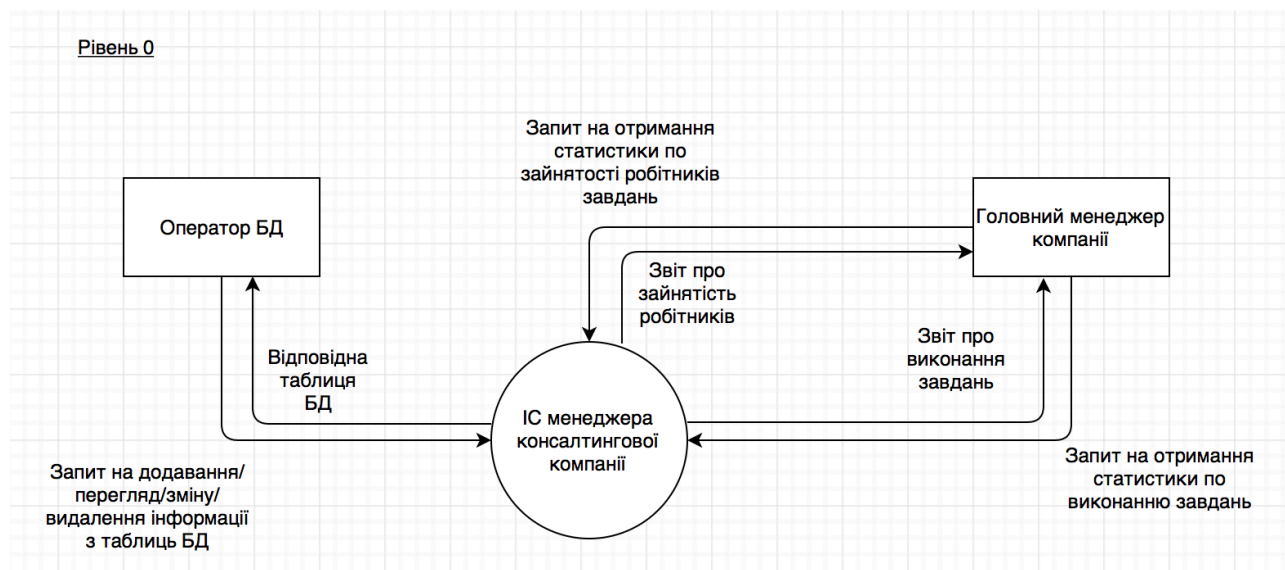 Рівень 0
Запит на отримання
статистики по
зайнятості робітників
завдань
Оператор БД
Головний менеджер
компанії
Звіт про
зайнятість
робітників
Звіт про
виконання
завдань
Відповідна
таблиця
БД
ІС менеджера
консалтингової
компанії
Запит на додавання/
перегляд/зміну/
видалення інформації
з таблиць БД
Запит на отримання
статистики по
виконанню завдань